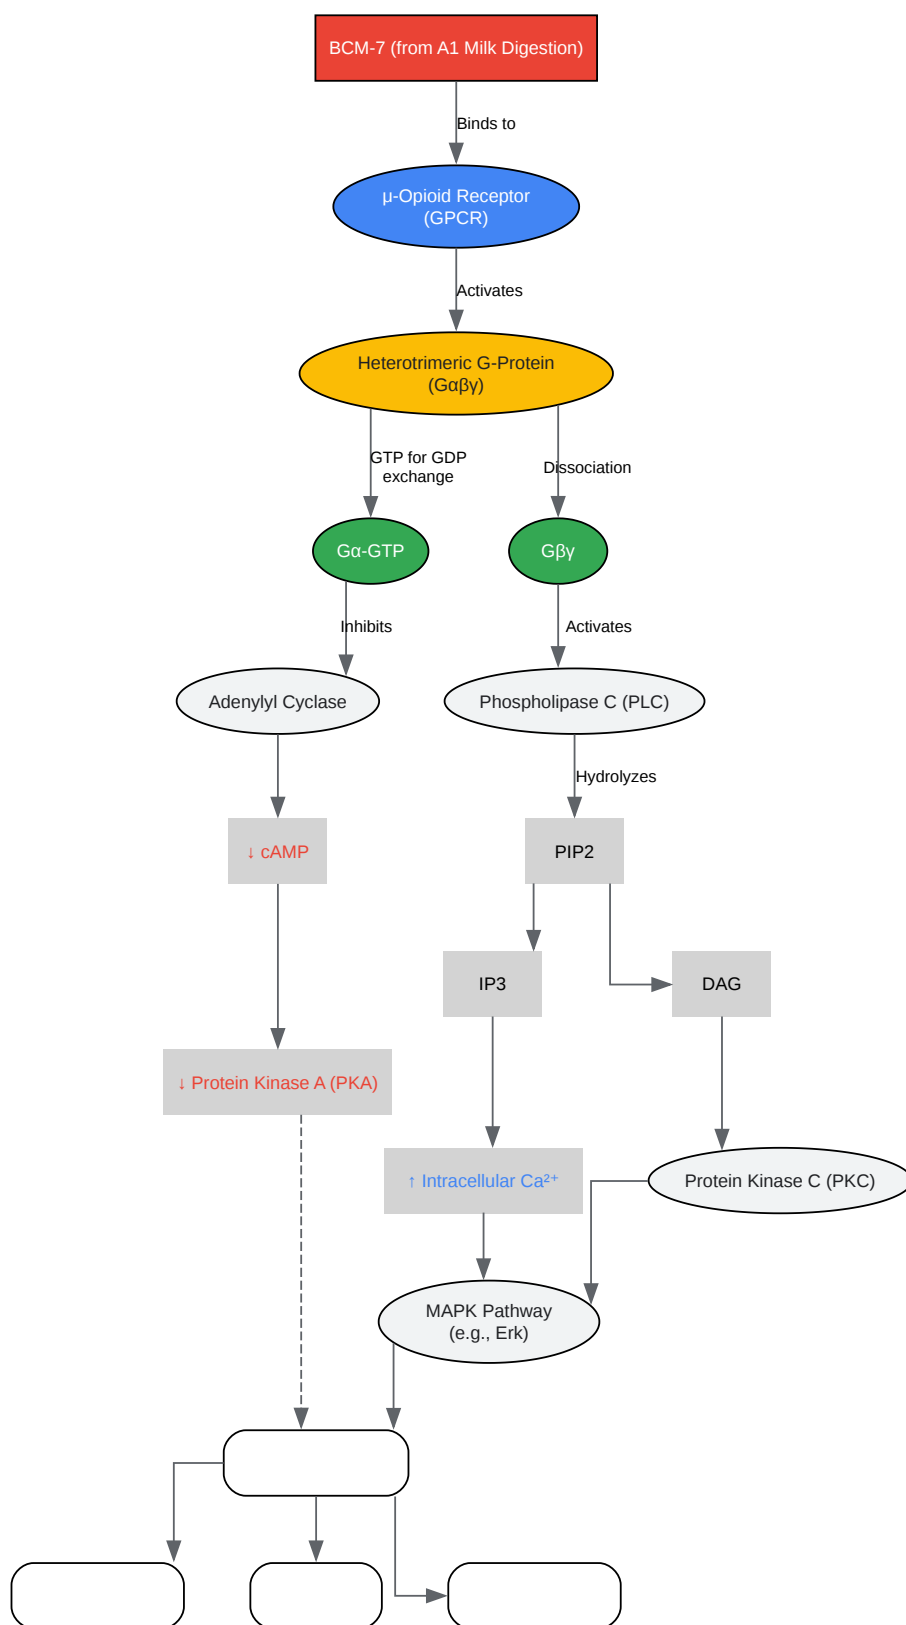 BCM-7 (from A1 Milk Digestion)
Binds to
μ-Opioid Receptor
(GPCR)
Activates
Heterotrimeric G-Protein
(Gαβγ)
GTP for GDP
exchange
Dissociation
Gα-GTP
Gβγ
Inhibits
Activates
Adenylyl Cyclase
Phospholipase C (PLC)
Hydrolyzes
↓ cAMP
PIP2
IP3
DAG
↓ Protein Kinase A (PKA)
↑ Intracellular Ca²⁺
Protein Kinase C (PKC)
MAPK Pathway
(e.g., Erk)